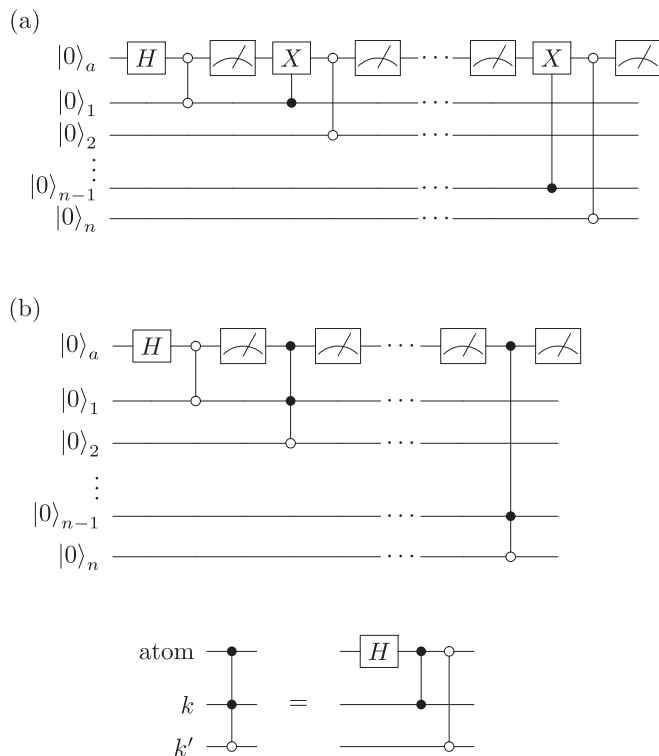 (a)
|0⟩ₐ H X · · · X
|0⟩₁ · · ·
|0⟩₂ · · ·
⋮
|0⟩ₙ₋₁ · · ·
|0⟩ₙ · · ·
(b)
|0⟩ₐ H · · ·
|0⟩₁ · · ·
|0⟩₂ · · ·
⋮
|0⟩ₙ₋₁ · · ·
|0⟩ₙ · · ·
atom H
k =
k′